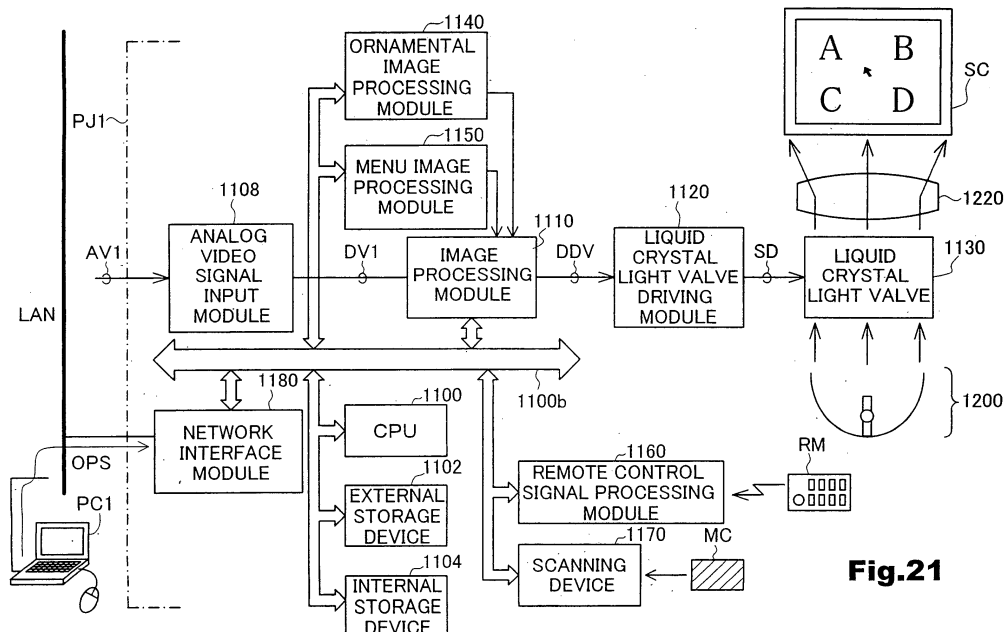 1140
ORNAMENTAL
IMAGE
PROCESSING
MODULE
A B
C D
SC
PJ1
1150
MENU IMAGE
PROCESSING
MODULE
1108
ANALOG
VIDEO
SIGNAL
INPUT
MODULE
AV1
DV1
1110
IMAGE
PROCESSING
MODULE
DDV
1120
LIQUID
CRYSTAL
LIGHT VALVE
DRIVING
MODULE
SD
1220
LIQUID
CRYSTAL
LIGHT VALVE
1130
LAN
1100b
1200
1180
NETWORK
INTERFACE
MODULE
OPS
PC1
1100
CPU
1102
EXTERNAL
STORAGE
DEVICE
1104
INTERNAL
STORAGE
DEVICE
1160
REMOTE CONTROL
SIGNAL PROCESSING
MODULE
RM
1170
SCANNING
DEVICE
MC
Fig.21